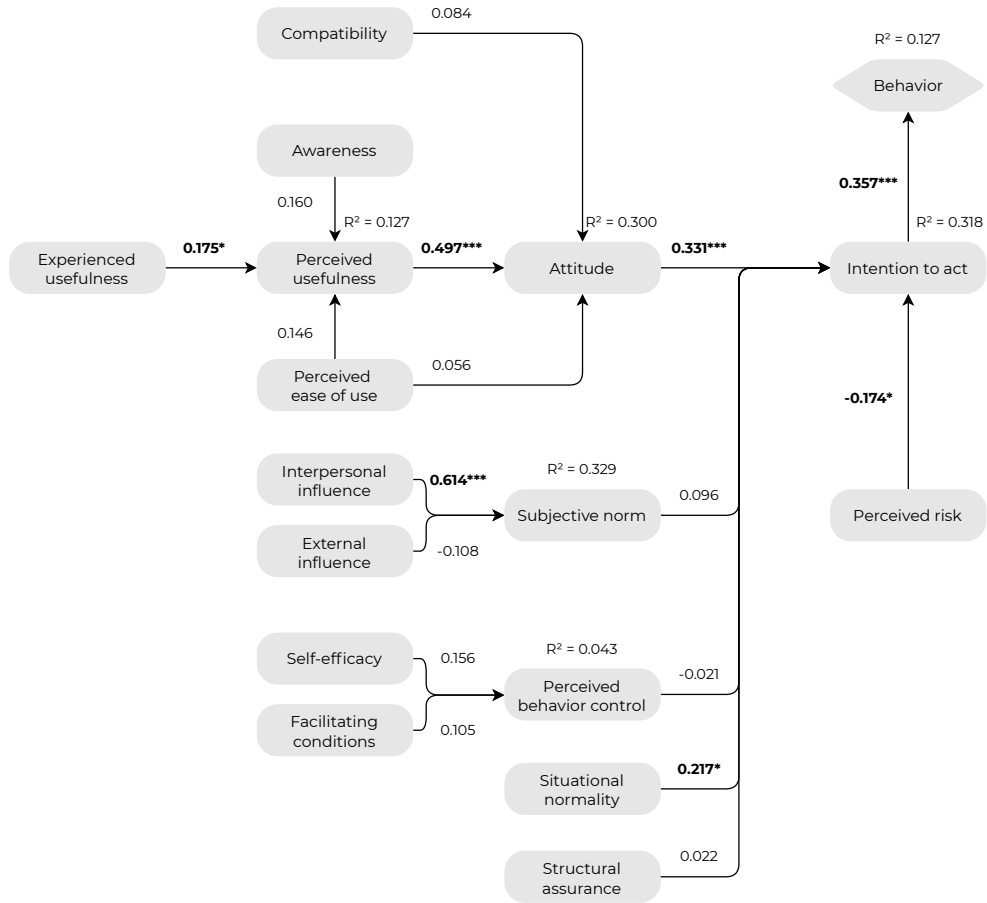 0.084
Compatibility
R² = 0.127
Behavior
Awareness
0.160
0.357***
R² = 0.127
R² = 0.300
R² = 0.318
Experienced
usefulness
0.175*
Perceived
usefulness
0.497***
Attitude
0.331***
Intention to act
0.146
0.056
Perceived
ease of use
-0.174*
Interpersonal
influence
0.614***
R² = 0.329
Subjective norm
0.096
Perceived risk
External
influence
-0.108
Self-efficacy
0.156
R² = 0.043
Perceived
behavior control
-0.021
Facilitating
conditions
0.105
Situational
normality
0.217*
Structural
assurance
0.022